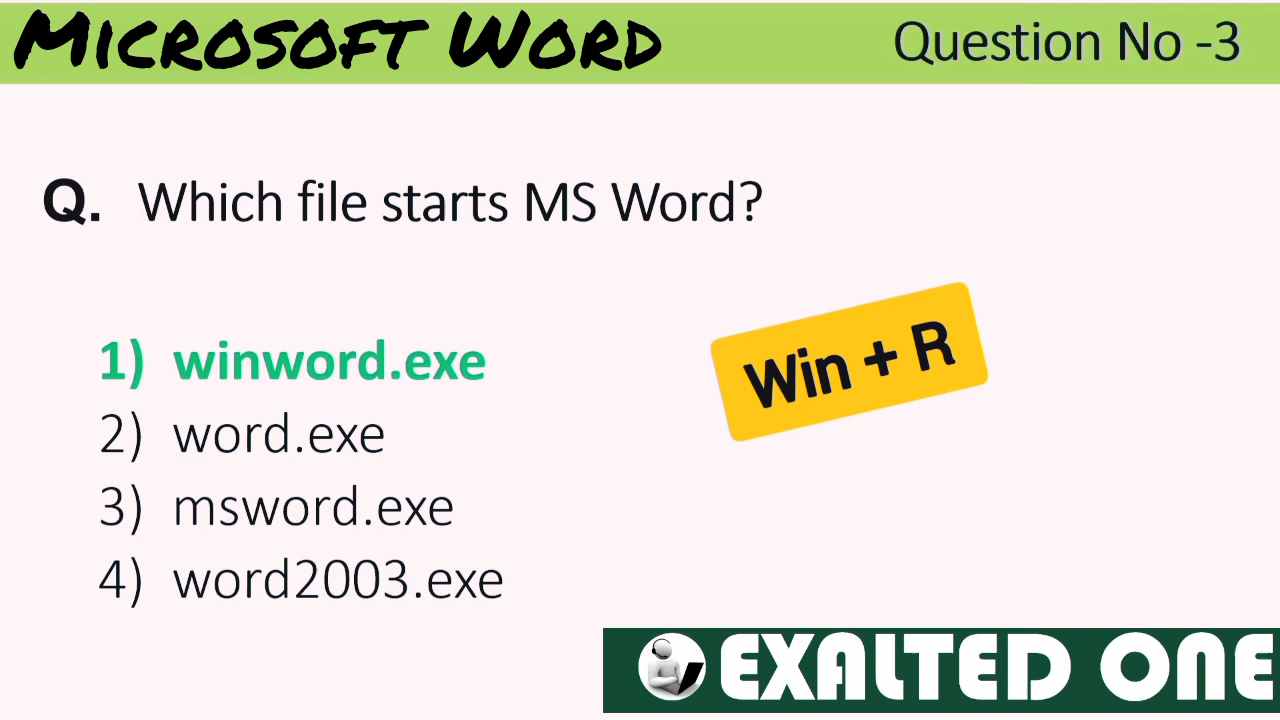 Microsoft Word
Question No -3
Q. Which file starts MS Word?
1) winword.exe
Win + R
2) word.exe
3) msword.exe
4) word2003.exe
EXALTED ONE